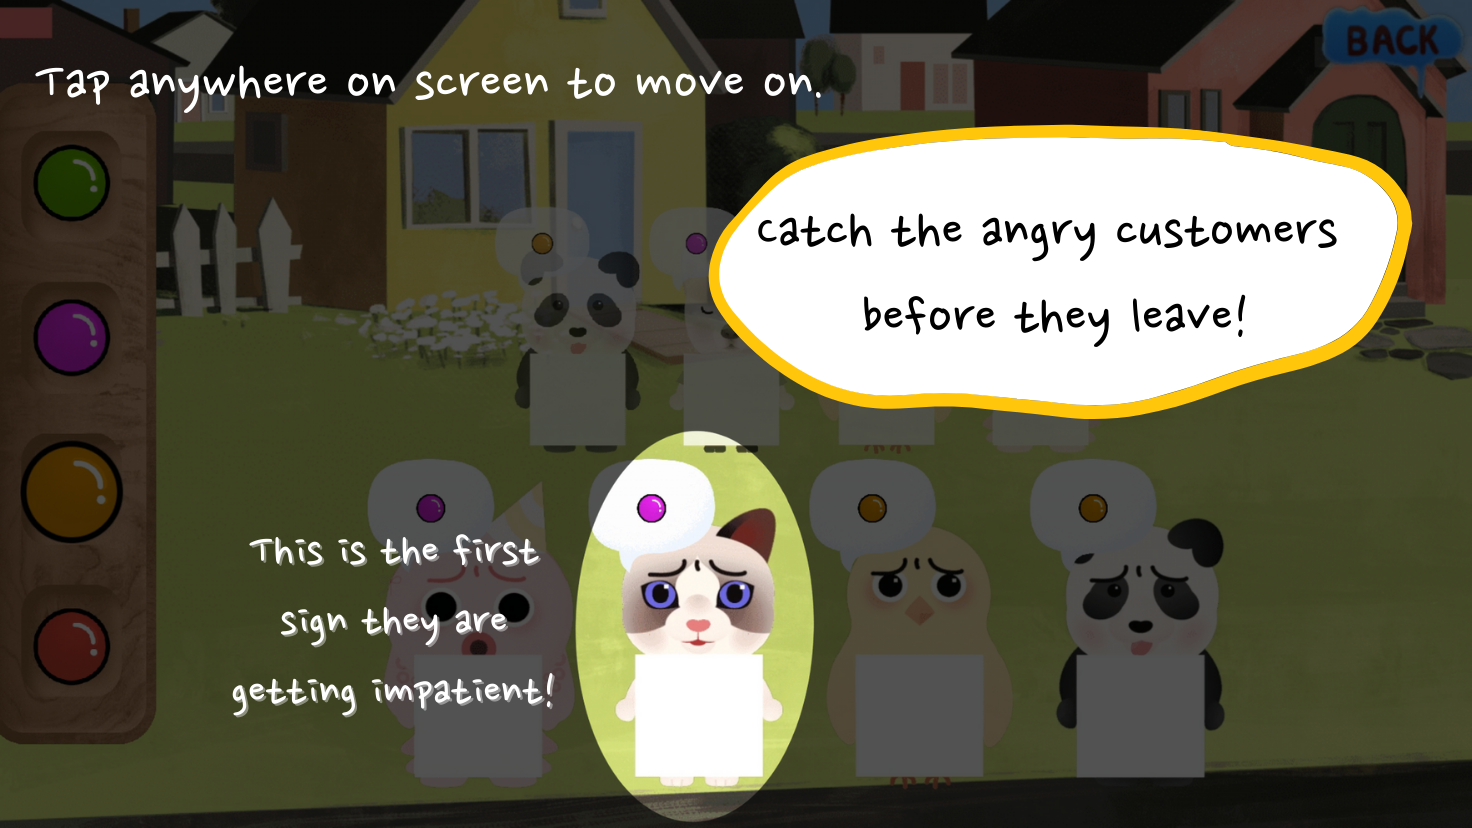 BACK
Tap anywhere on screen to move on.
catch the angry customers
before they leave!
This is the first
sign they are
getting impatient!